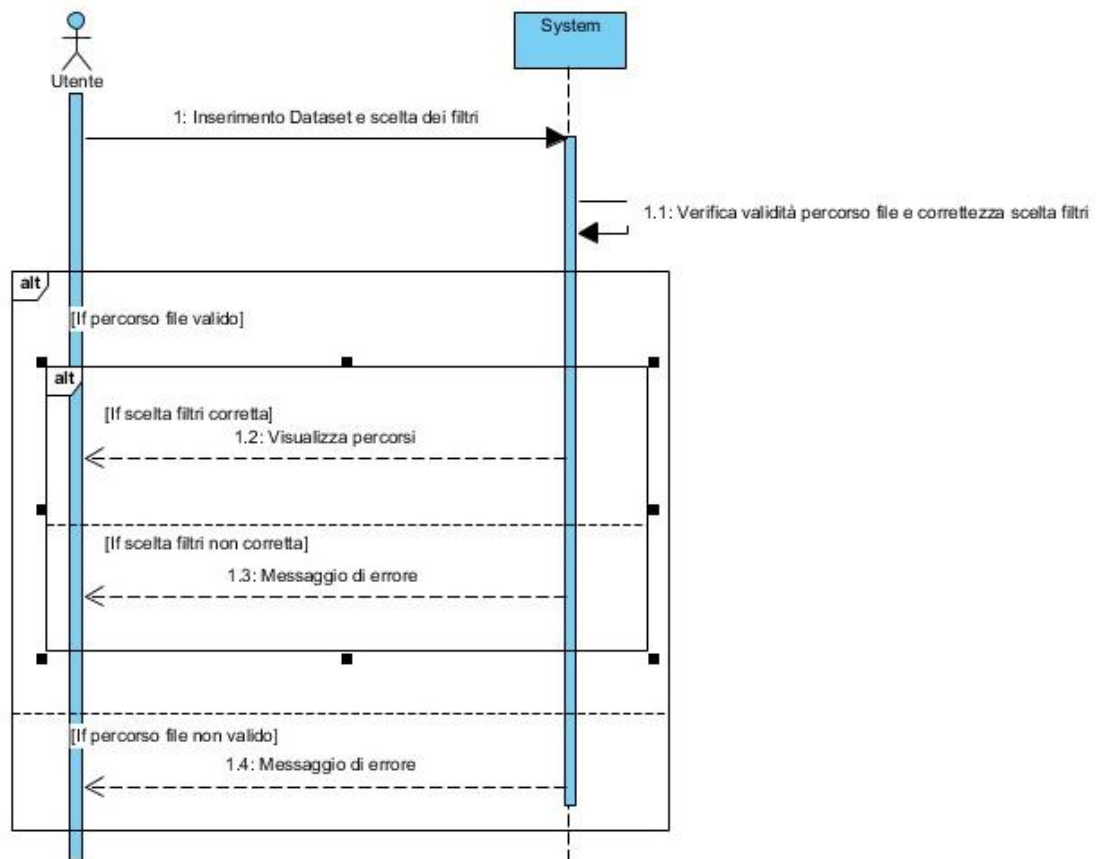 System
Utente
1: Inserimento Dataset e scelta dei filtri
1.1: Verifica validità percorso file e correttezza scelta filtri
alt
[If percorso file valido]
alt
[If scelta filtri corretta]
1.2: Visualizza percorsi
[If scelta filtri non corretta]
1.3: Messaggio di errore
[If percorso file non valido]
1.4: Messaggio di errore